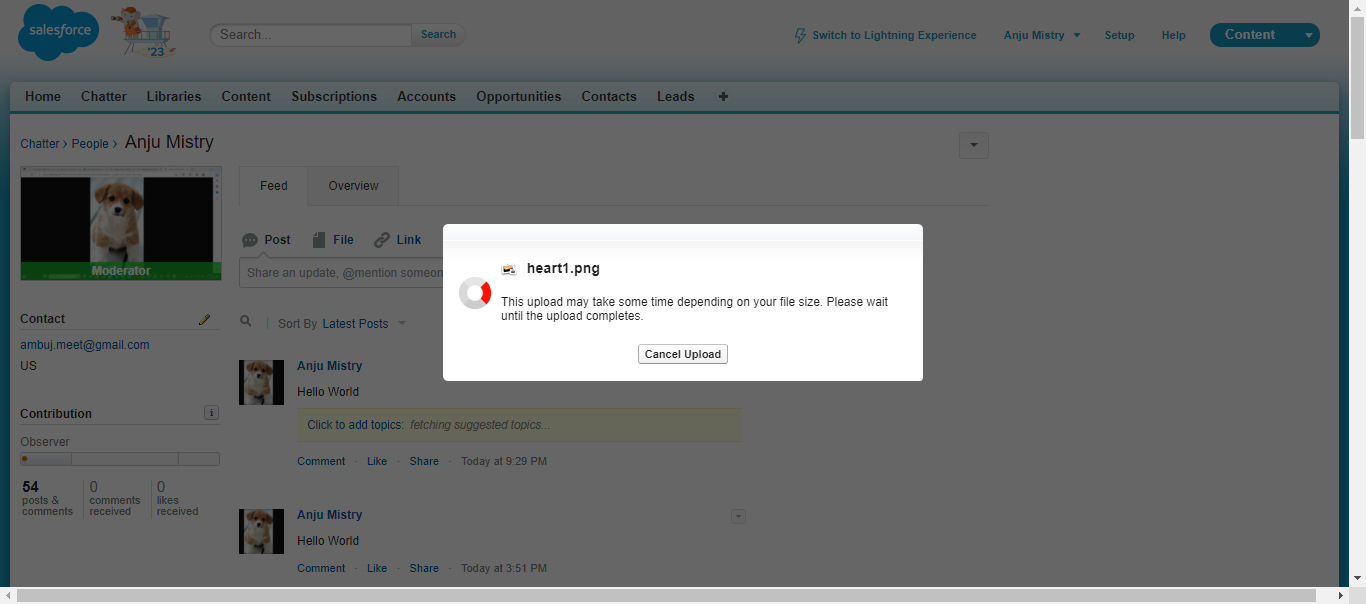 salesforce
'23
Search...
Search
Switch to Lightning Experience
Anju Mistry
Setup
Help
Content
Home
Chatter
Libraries
Content
Subscriptions
Accounts
Opportunities
Contacts
Leads
Chatter › People › Anju Mistry
Moderator
Feed
Overview
Post
File
Link
Share an update, @mention someon
Sort By Latest Posts
heart1.png
This upload may take some time depending on your file size. Please wait
until the upload completes.
Cancel Upload
Contact
ambuj.meet@gmail.com
US
Contribution
i
Observer
54
posts &
comments
0
comments
received
0
likes
received
Anju Mistry
Hello World
Click to add topics: fetching suggested topics...
Comment · Like · Share · Today at 9:29 PM
Anju Mistry
Hello World
Comment · Like · Share · Today at 3:51 PM